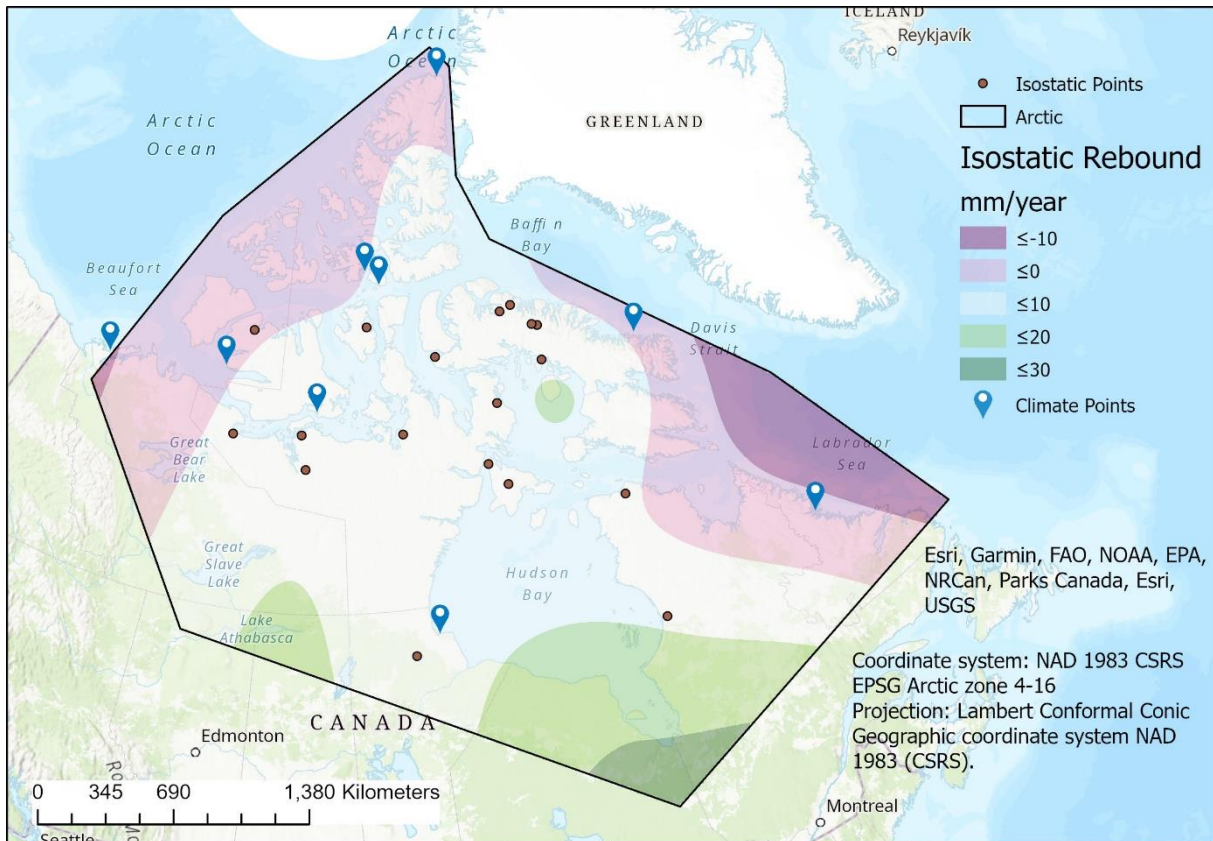 Arctic
Ocean
ICELAND
Reykjavík
Arctic
Ocean
GREENLAND
Baffin
Bay
Beaufort
Sea
Davis
Strait
Labrador
Sea
Great
Bear
Lake
Great
Slave
Lake
Hudson
Bay
Lake
Athabasca
CANADA
Edmonton
Montreal
Seattle
0 345 690 1,380 Kilometers
Isostatic Points
Arctic
Isostatic Rebound
mm/year
≤-10
≤0
≤10
≤20
≤30
Climate Points
Esri, Garmin, FAO, NOAA, EPA,
NRCan, Parks Canada, Esri,
USGS
Coordinate system: NAD 1983 CSRS
EPSG Arctic zone 4-16
Projection: Lambert Conformal Conic
Geographic coordinate system NAD
1983 (CSRS).